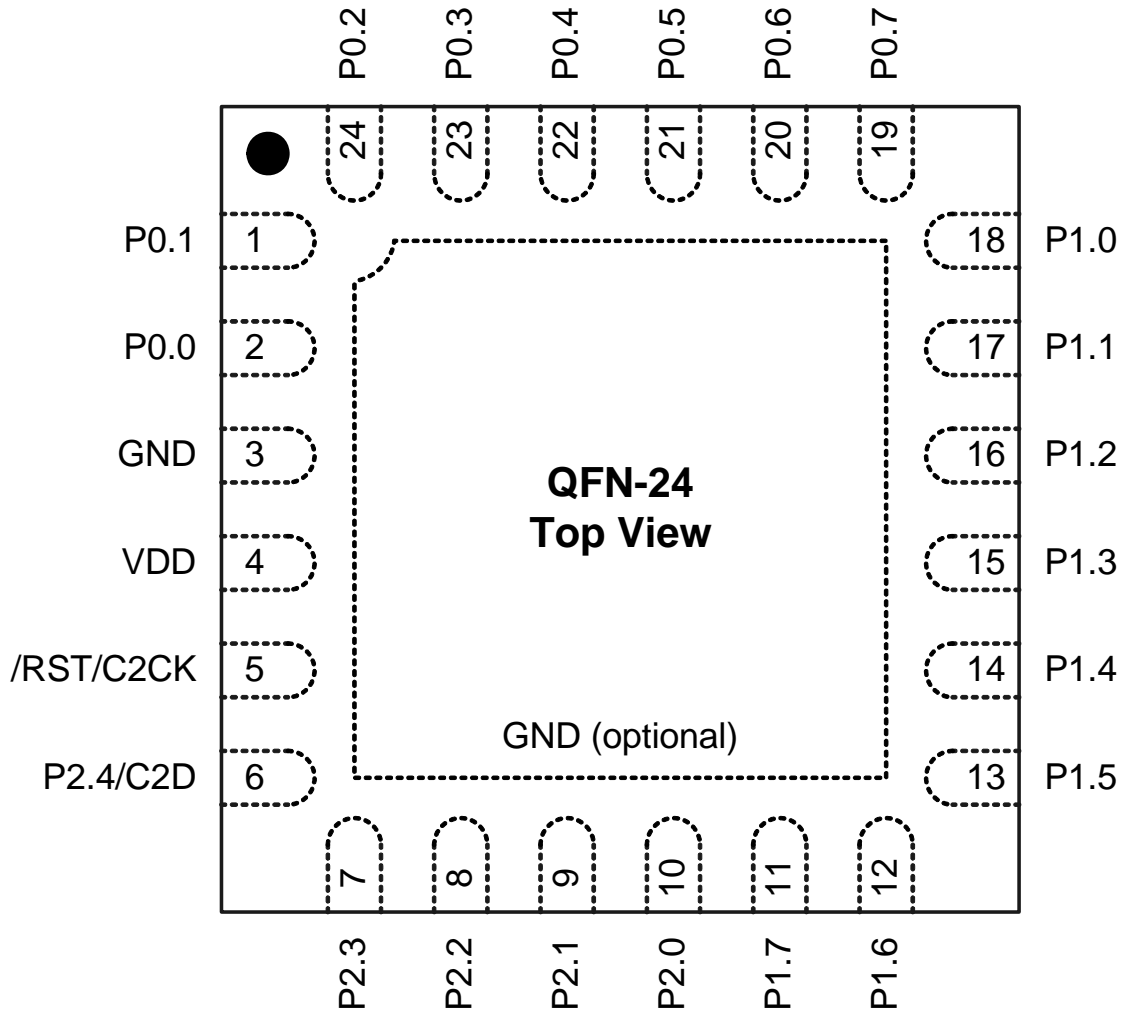 P0.2
P0.3
P0.4
P0.5
P0.6
P0.7
24
23
22
21
20
19
P0.1
1
18
P1.0
P0.0
2
17
P1.1
GND
3
16
P1.2
QFN-24
Top View
VDD
4
15
P1.3
/RST/C2CK
5
14
P1.4
GND (optional)
P2.4/C2D
6
13
P1.5
7
8
9
10
11
12
P2.3
P2.2
P2.1
P2.0
P1.7
P1.6